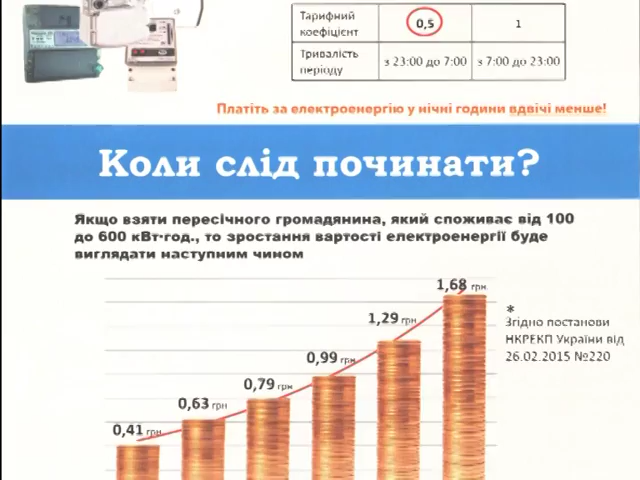 Тарифний коефіцієнт 0,5 1
Тривалість періоду з 23:00 до 7:00 з 7:00 до 23:00
Платіть за електроенергію у нічні години вдвічі менше!
Коли слід починати?
Якщо взяти пересічного громадянина, який споживає від 100
до 600 кВт·год., то зростання вартості електроенергії буде
виглядати наступним чином
0,41 грн
0,63 грн
0,79 грн
0,99 грн
1,29 грн
1,68 грн
*
Згідно постанови
НКРЕКП України від
26.02.2015 №220